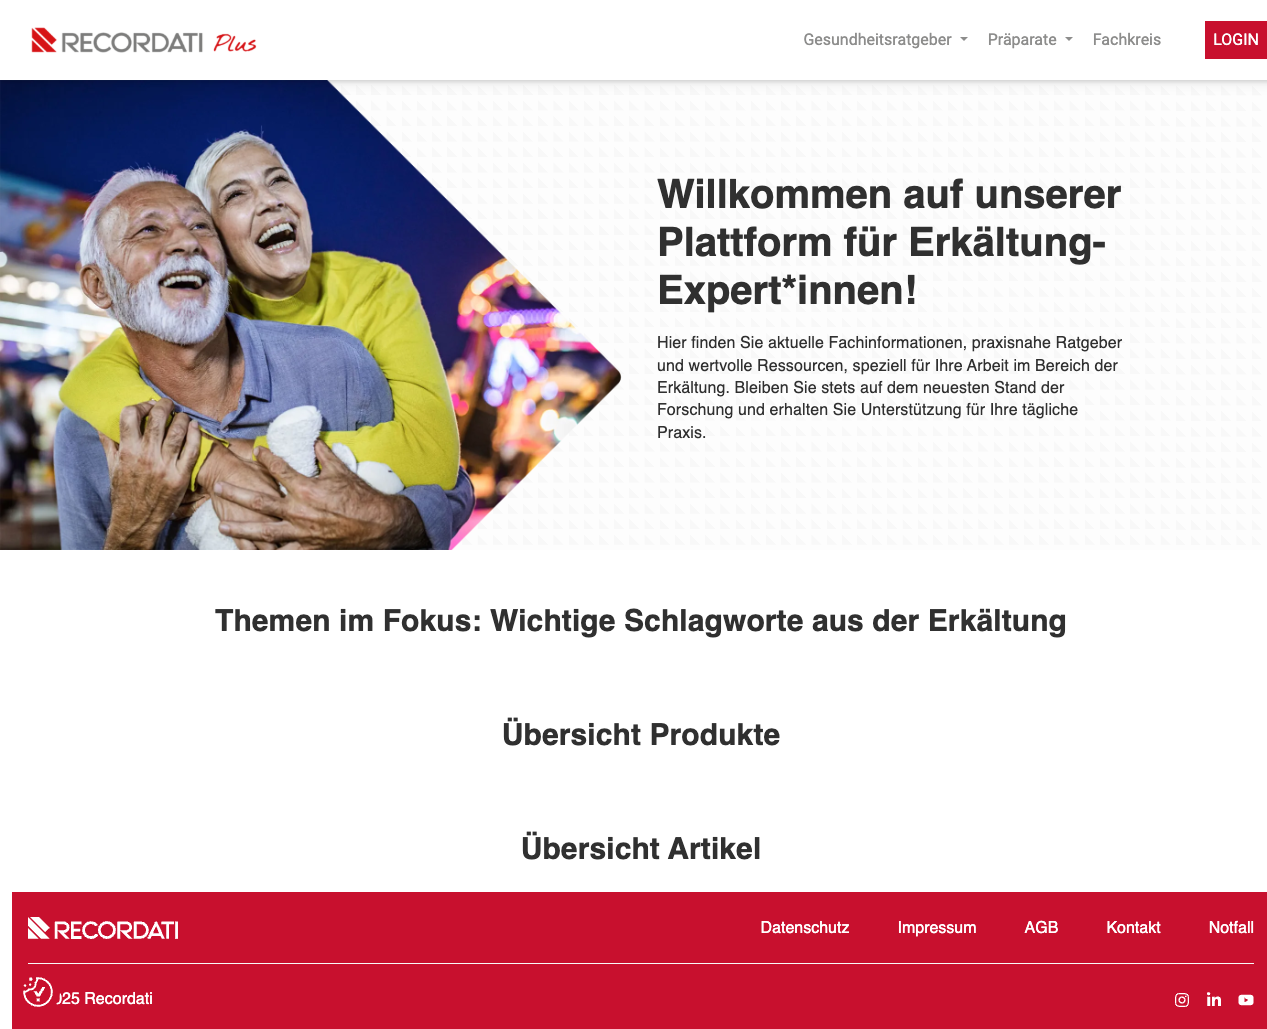 RECORDATI Plus
Gesundheitsratgeber
Präparate
Fachkreis
LOGIN
Willkommen auf unserer
Plattform für Erkältung-
Expert*innen!
Hier finden Sie aktuelle Fachinformationen, praxisnahe Ratgeber
und wertvolle Ressourcen, speziell für Ihre Arbeit im Bereich der
Erkältung. Bleiben Sie stets auf dem neuesten Stand der
Forschung und erhalten Sie Unterstützung für Ihre tägliche
Praxis.
Themen im Fokus: Wichtige Schlagworte aus der Erkältung
Übersicht Produkte
Übersicht Artikel
RECORDATI
Datenschutz
Impressum
AGB
Kontakt
Notfall
25 Recordati